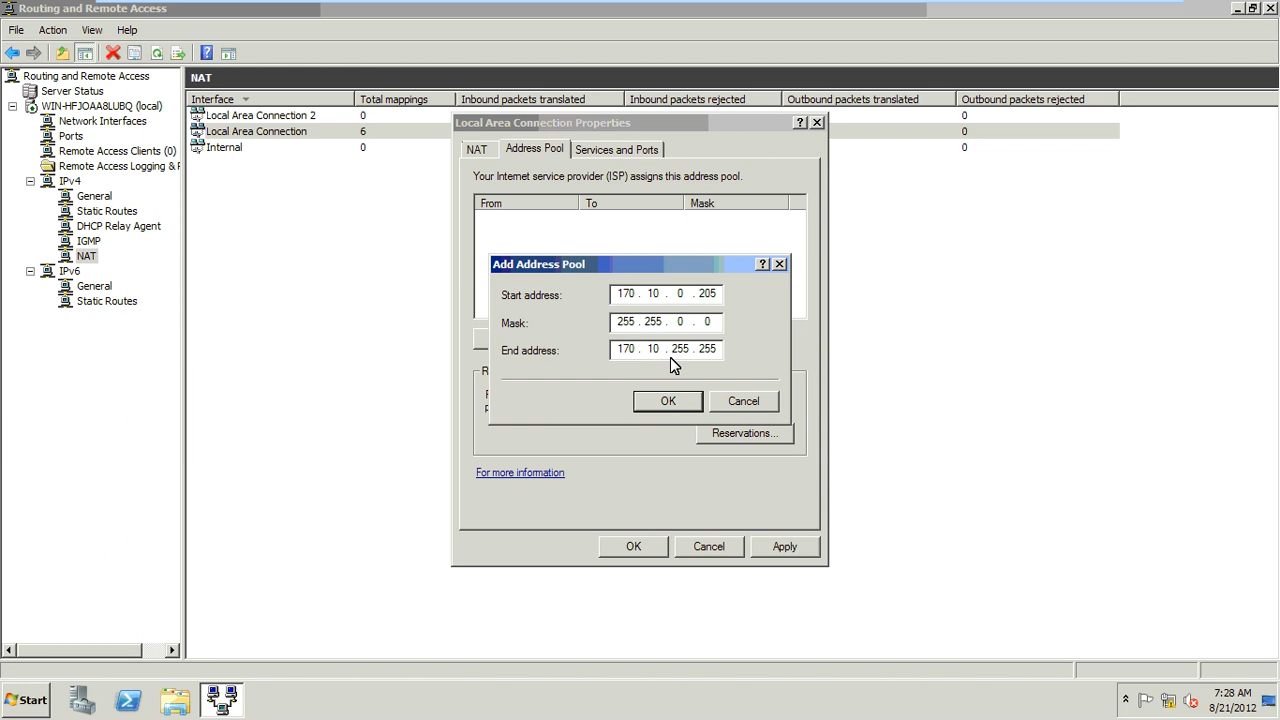 Routing and Remote Access
File Action View Help
Routing and Remote Access
Server Status
WIN-HFJOAA8LUBQ (local)
Network Interfaces
Ports
Remote Access Clients (0)
Remote Access Logging &
IPv4
General
Static Routes
DHCP Relay Agent
IGMP
NAT
IPv6
General
Static Routes
NAT
Interface Total mappings Inbound packets translated Inbound packets rejected Outbound packets translated Outbound packets rejected
Local Area Connection 2 0 0
Local Area Connection 6 0
Internal 0 0
Local Area Connection Properties
NAT Address Pool Services and Ports
Your Internet service provider (ISP) assigns this address pool.
From To Mask
Add Address Pool
Start address: 170 . 10 . 0 . 205
Mask: 255 . 255 . 0 . 0
End address: 170 . 10 . 255 . 255
OK Cancel
Reservations...
For more information
OK Cancel Apply
Start
7:28 AM
8/21/2012